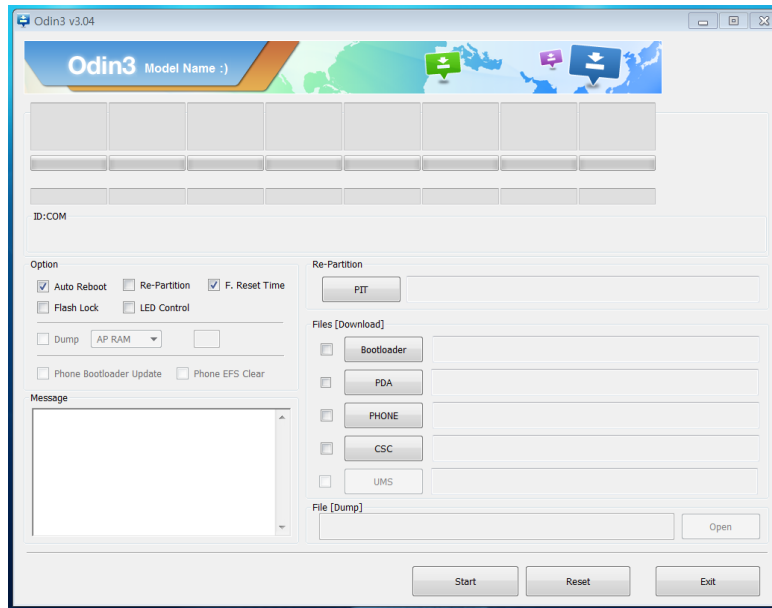 Odin3 v3.04
Odin3 Model Name :)
ID:COM
Option
Auto Reboot Re-Partition F. Reset Time
Flash Lock LED Control
Dump AP RAM
Phone Bootloader Update Phone EFS Clear
Message
Re-Partition
PIT
Files [Download]
Bootloader
PDA
PHONE
CSC
UMS
File [Dump]
Open
Start Reset Exit